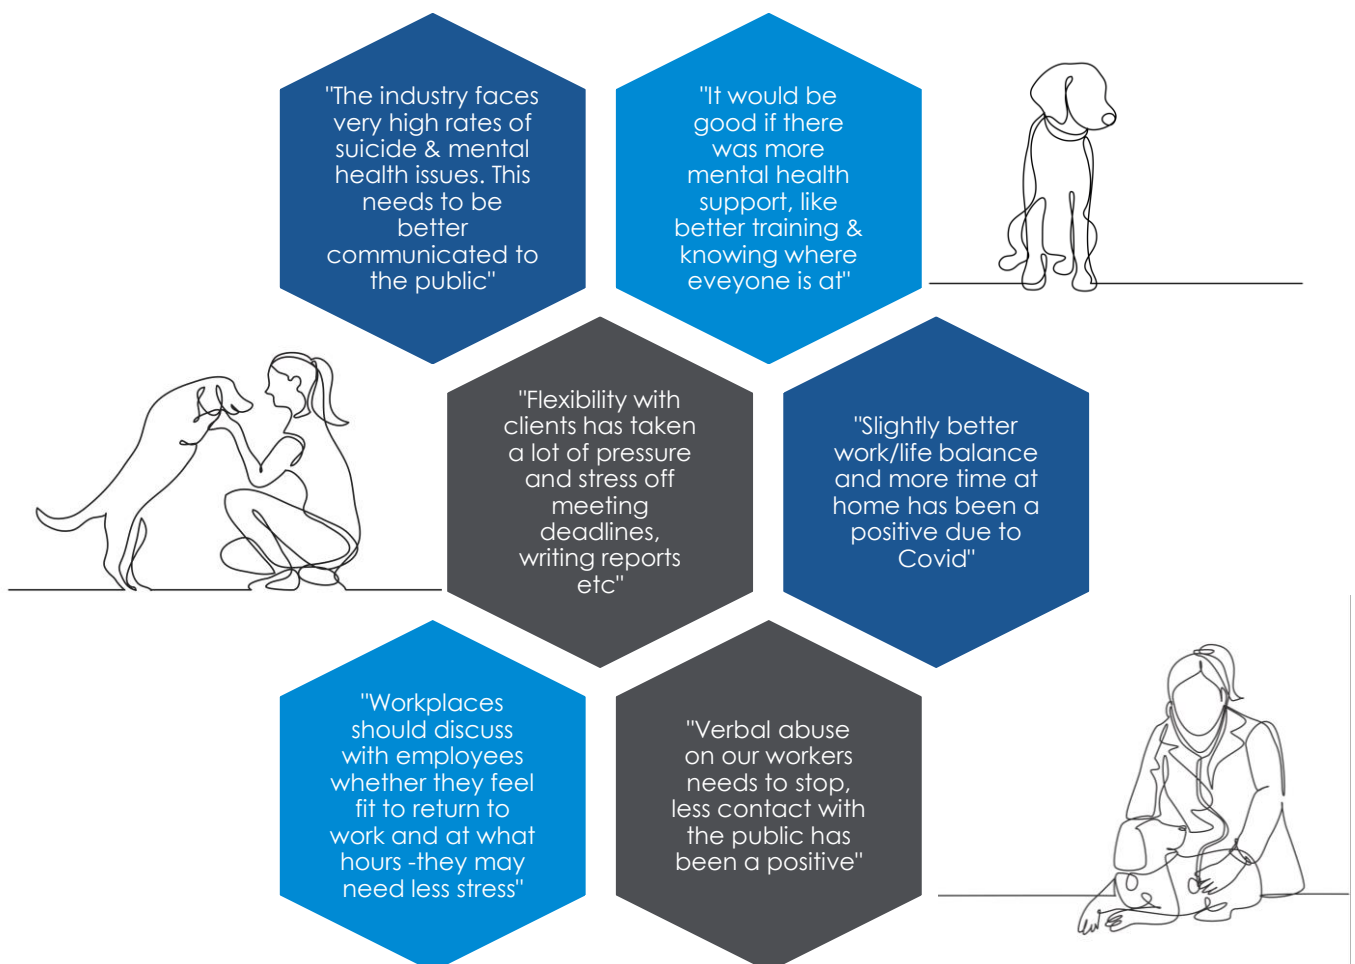 "The industry faces
very high rates of
suicide & mental
health issues. This
needs to be
better
communicated to
the public"
"It would be
good if there
was more
mental health
support, like
better training &
knowing where
eveyone is at"
"Flexibility with
clients has taken
a lot of pressure
and stress off
meeting
deadlines,
writing reports
etc"
"Slightly better
work/life balance
and more time at
home has been a
positive due to
Covid"
"Workplaces
should discuss
with employees
whether they feel
fit to return to
work and at what
hours -they may
need less stress"
"Verbal abuse
on our workers
needs to stop,
less contact with
the public has
been a positive"